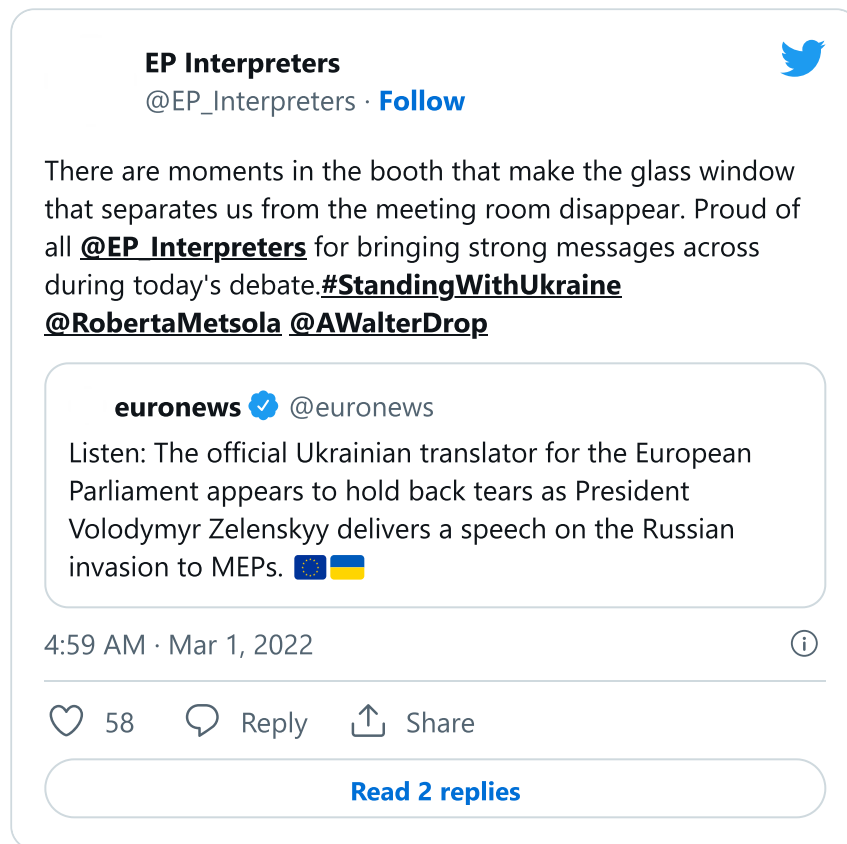 EP Interpreters
@EP_Interpreters · Follow
There are moments in the booth that make the glass window
that separates us from the meeting room disappear. Proud of
all @EP_Interpreters for bringing strong messages across
during today's debate.#StandingWithUkraine
@RobertaMetsola @AWalterDrop
euronews @euronews
Listen: The official Ukrainian translator for the European
Parliament appears to hold back tears as President
Volodymyr Zelenskyy delivers a speech on the Russian
invasion to MEPs. 🇪🇺🇺🇦
4:59 AM · Mar 1, 2022
58 Reply Share
Read 2 replies